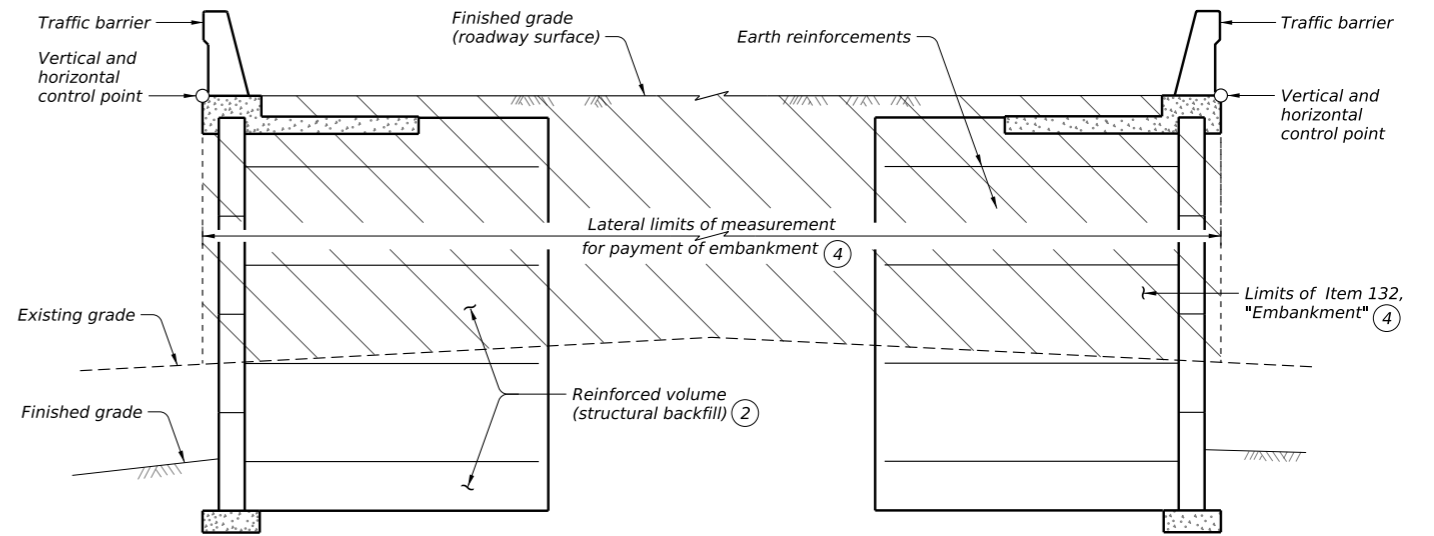 Traffic barrier
Vertical and
horizontal
control point
Finished grade
(roadway surface)
Earth reinforcements
Traffic barrier
Vertical and
horizontal
control point
Lateral limits of measurement
for payment of embankment 4
Limits of Item 132,
"Embankment" 4
Existing grade
Finished grade
Reinforced volume
(structural backfill) 2